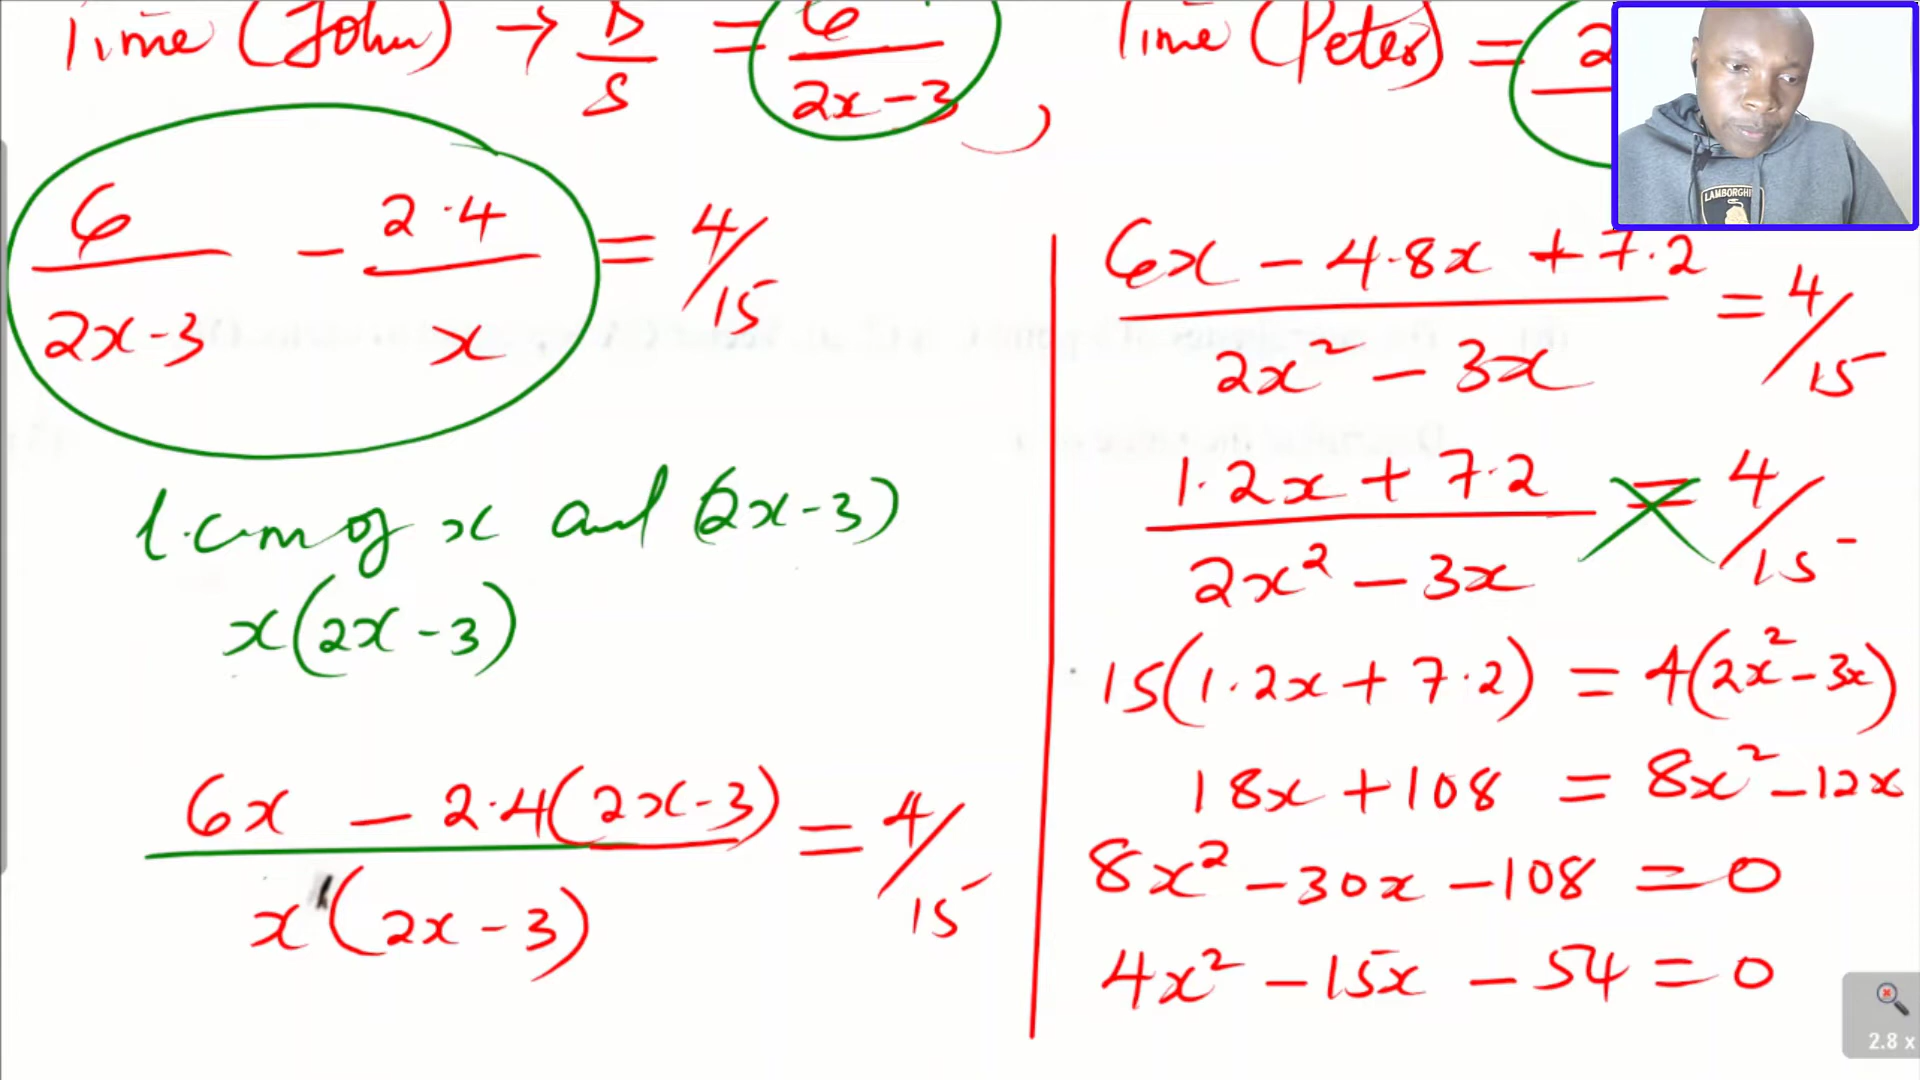 Time (John) → D/S = 6/(2x-3) , Time (Peter) = 2
6/(2x-3) - 2·4/x = 4/15
l.c.m of x and (2x-3)
x(2x-3)
(6x - 2·4(2x-3))/(x(2x-3)) = 4/15
(6x - 4·8x + 7·2)/(2x² - 3x) = 4/15
(1·2x + 7·2)/(2x² - 3x) = 4/15
15(1·2x + 7·2) = 4(2x²-3x)
18x + 108 = 8x² - 12x
8x² - 30x - 108 = 0
4x² - 15x - 54 = 0
LAMBORGHI
2.8 x